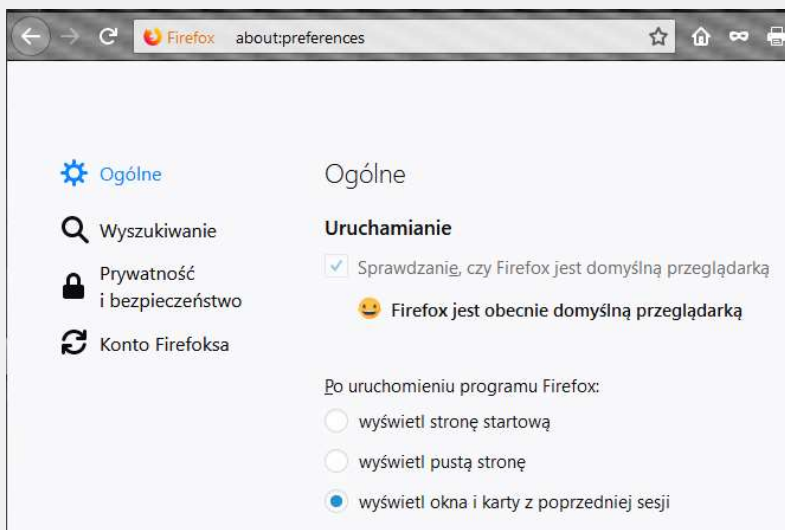 Firefox about:preferences
Ogólne
Wyszukiwanie
Prywatność
i bezpieczeństwo
Konto Firefoksa
Ogólne
Uruchamianie
Sprawdzanie, czy Firefox jest domyślną przeglądarką
Firefox jest obecnie domyślną przeglądarką
Po uruchomieniu programu Firefox:
wyświetl stronę startową
wyświetl pustą stronę
wyświetl okna i karty z poprzedniej sesji